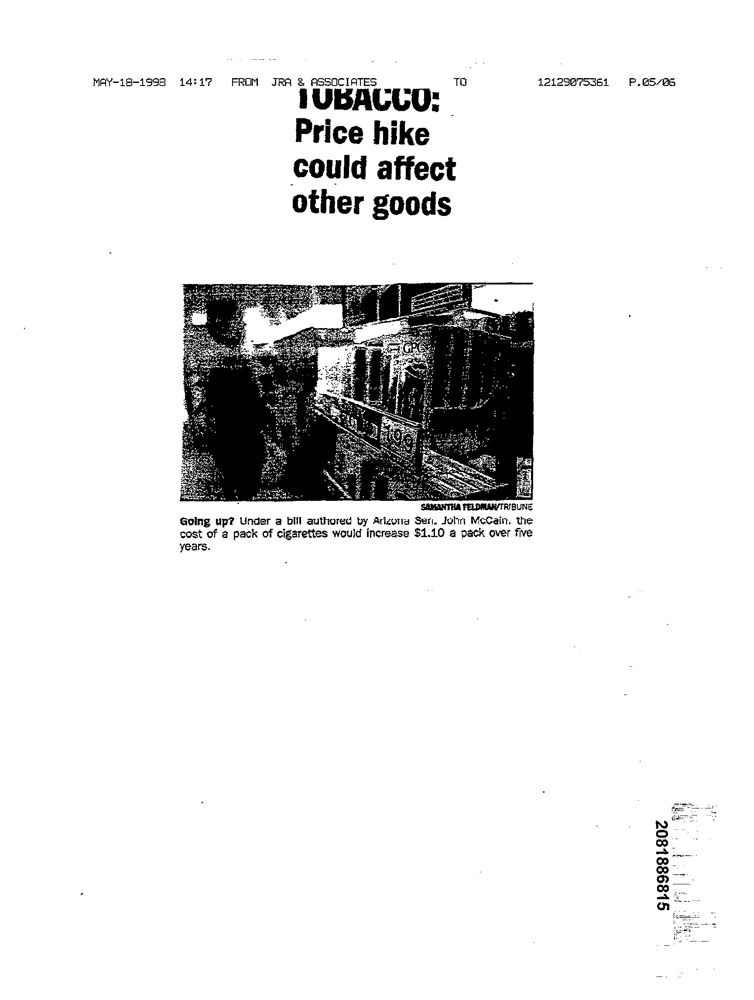 MAY-18-1998 14:17 FROM JRA & ASSOCIATES TO 12129075361 P.05/06
TOBACCO:
Price hike
could affect
other goods
GPC
199
SAMANTHA FELDMAN/TRIBUNE
Going up? Under a bill authored by Arizona Sen. John McCain, the
cost of a pack of cigarettes would increase $1.10 a pack over five
years.
2081886815